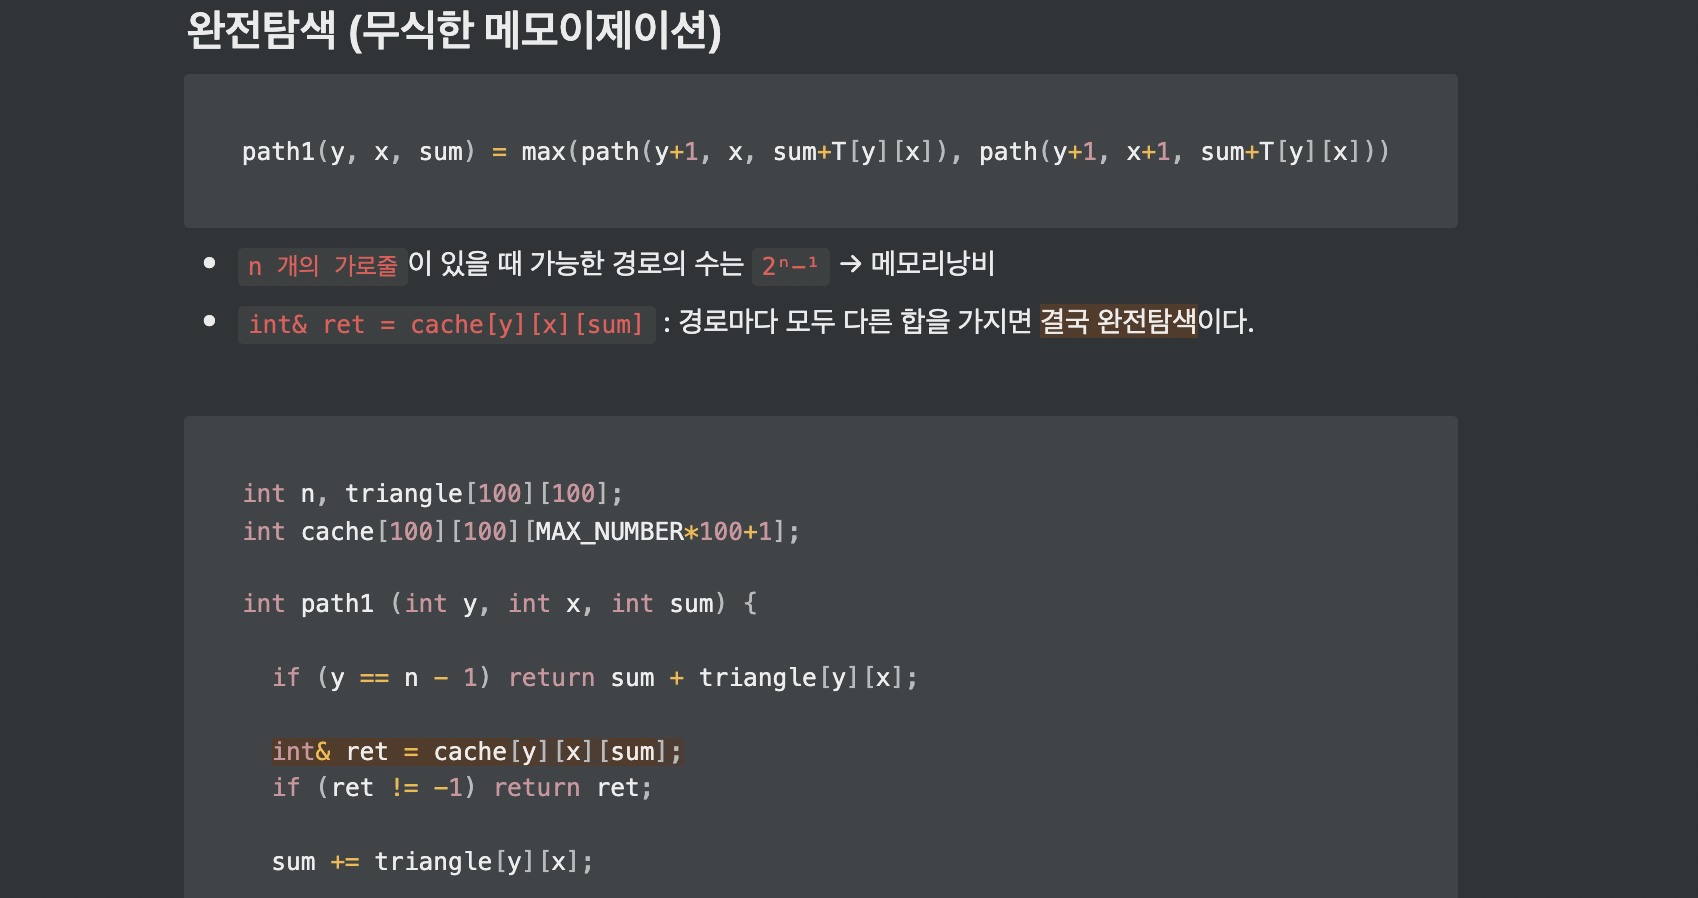 완전탐색 (무식한 메모이제이션)
path1(y, x, sum) = max(path(y+1, x, sum+T[y][x]), path(y+1, x+1, sum+T[y][x]))
• n 개의 가로줄이 있을 때 가능한 경로의 수는 2ⁿ−¹ → 메모리낭비
• int& ret = cache[y][x][sum] : 경로마다 모두 다른 합을 가지면 결국 완전탐색이다.
int n, triangle[100][100];
int cache[100][100][MAX_NUMBER*100+1];
int path1 (int y, int x, int sum) {
if (y == n - 1) return sum + triangle[y][x];
int& ret = cache[y][x][sum];
if (ret != -1) return ret;
sum += triangle[y][x];